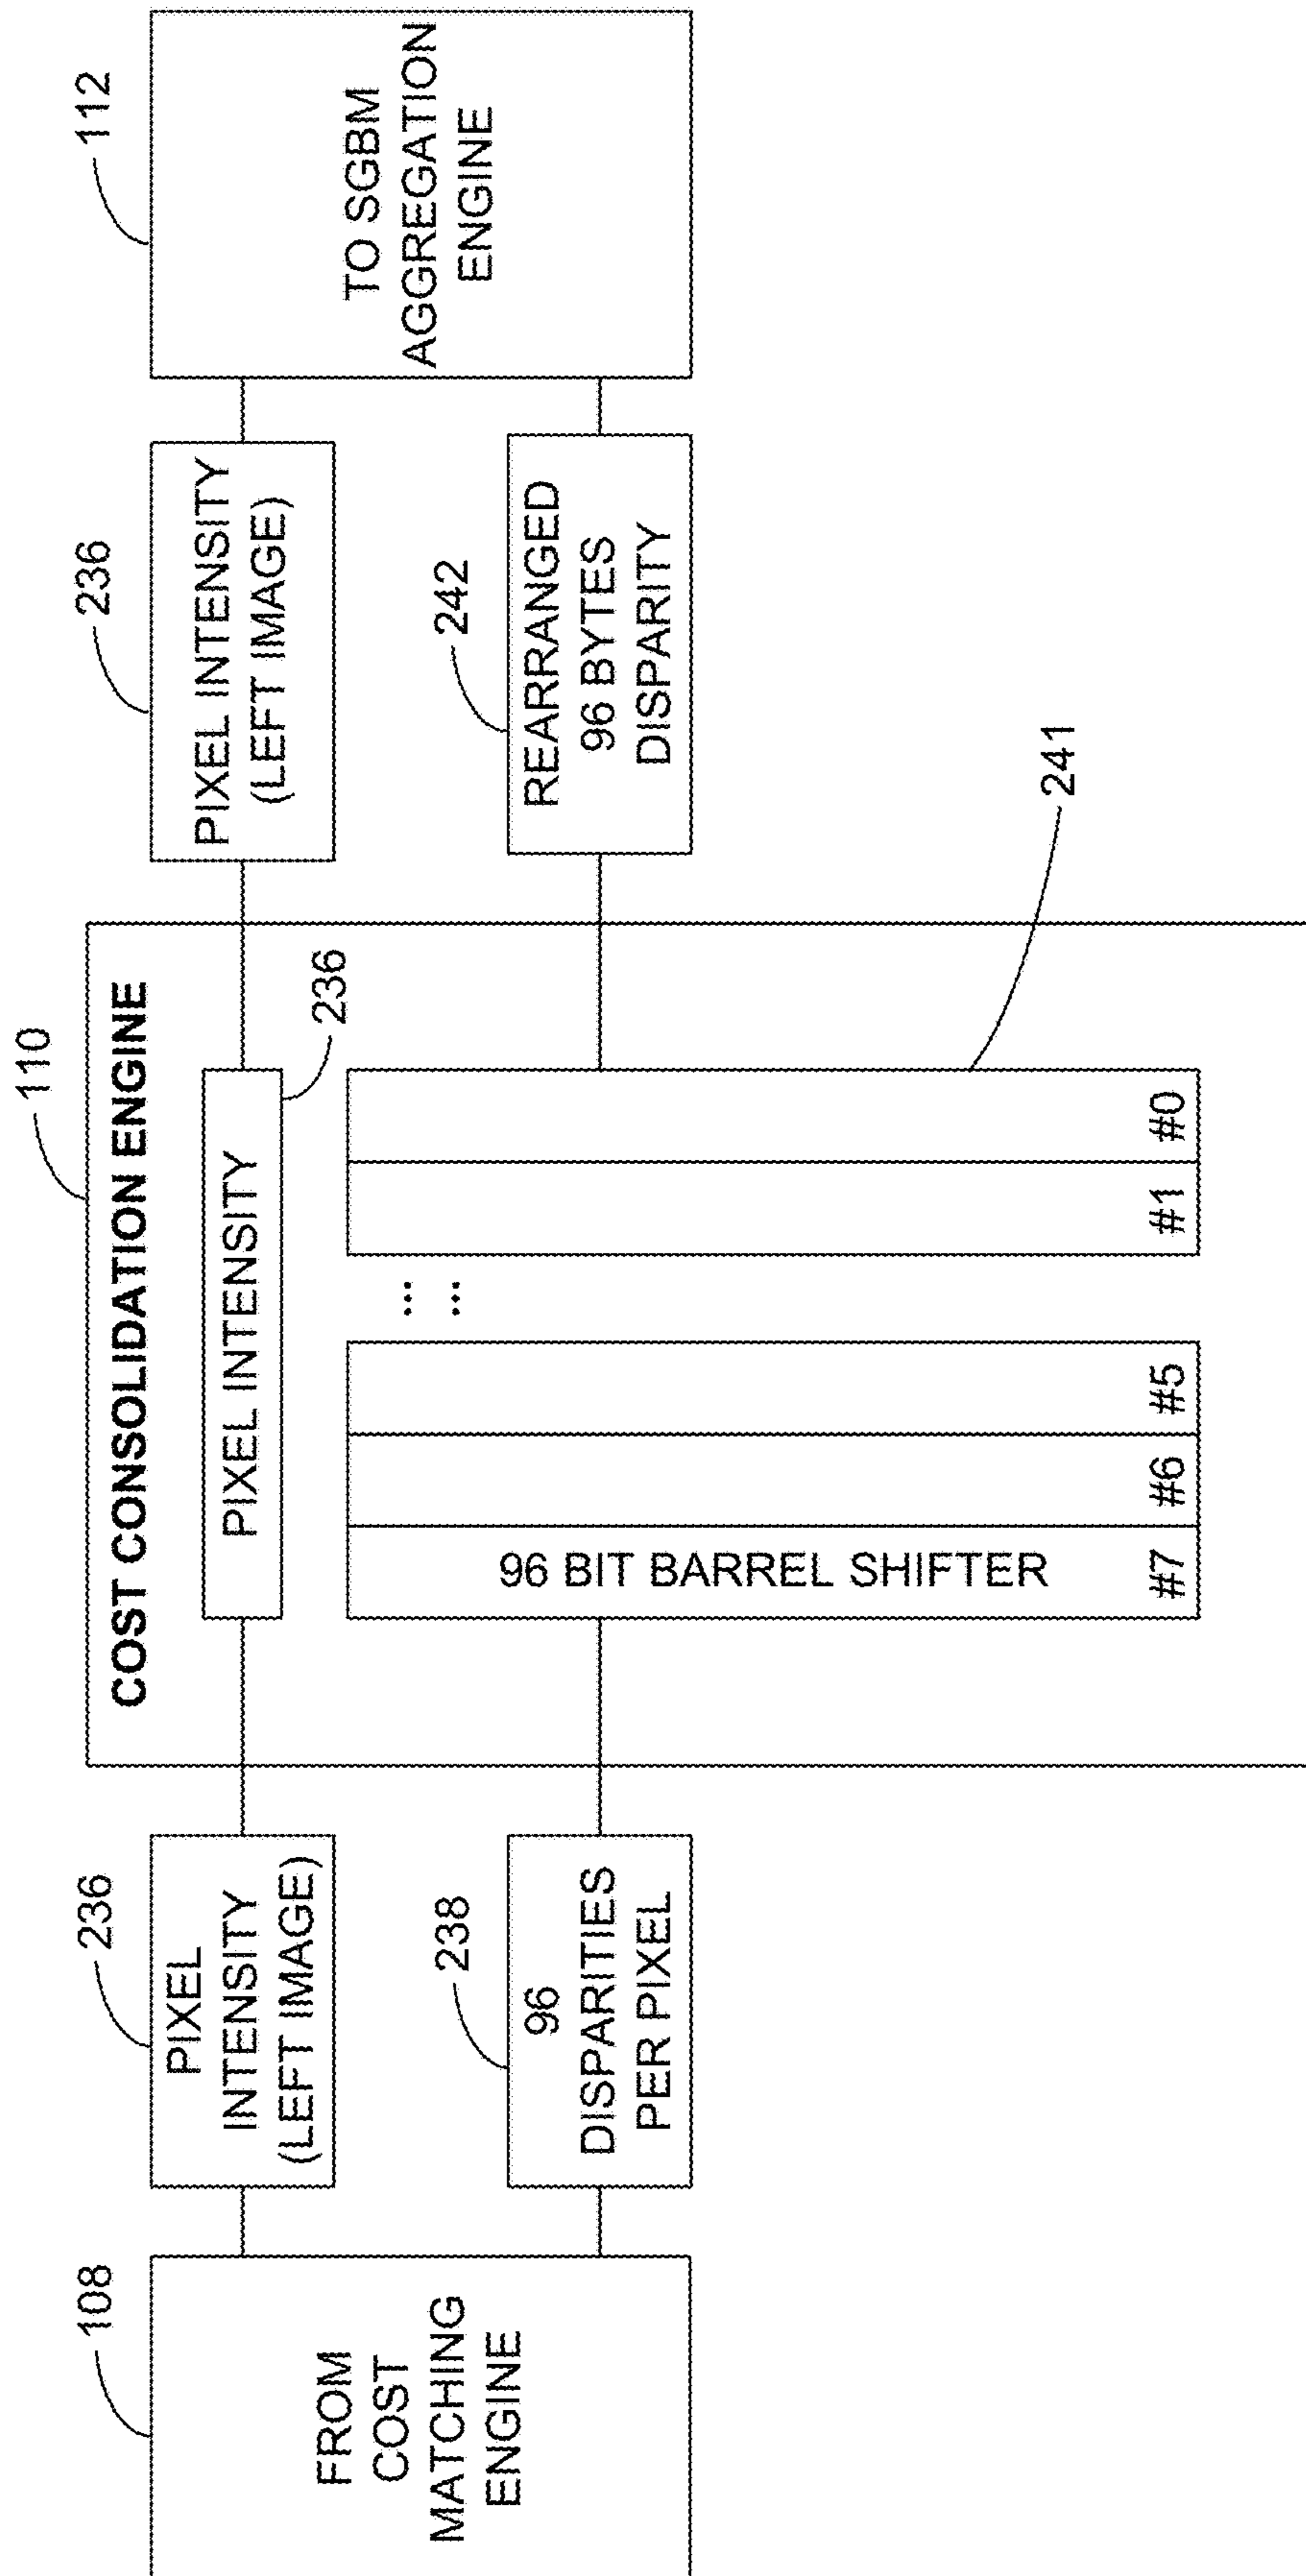 108
FROM
COST
MATCHING
ENGINE
236
PIXEL
INTENSITY
(LEFT IMAGE)
238
96
DISPARITIES
PER PIXEL
110
COST CONSOLIDATION ENGINE
PIXEL INTENSITY
236
... ...
96 BIT BARREL SHIFTER
#7
#6
#5
#1
#0
241
236
PIXEL INTENSITY
(LEFT IMAGE)
242
REARRANGED
96 BYTES
DISPARITY
112
TO SGBM
AGGREGATION
ENGINE